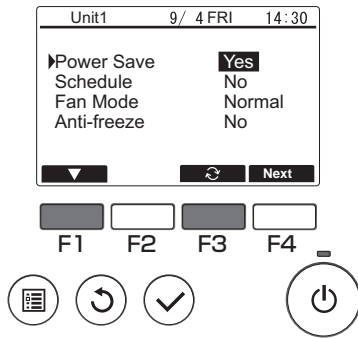 Unit1 9/ 4 FRI 14:30
Power Save Yes
Schedule No
Fan Mode Normal
Anti-freeze No
Next
F1 F2 F3 F4